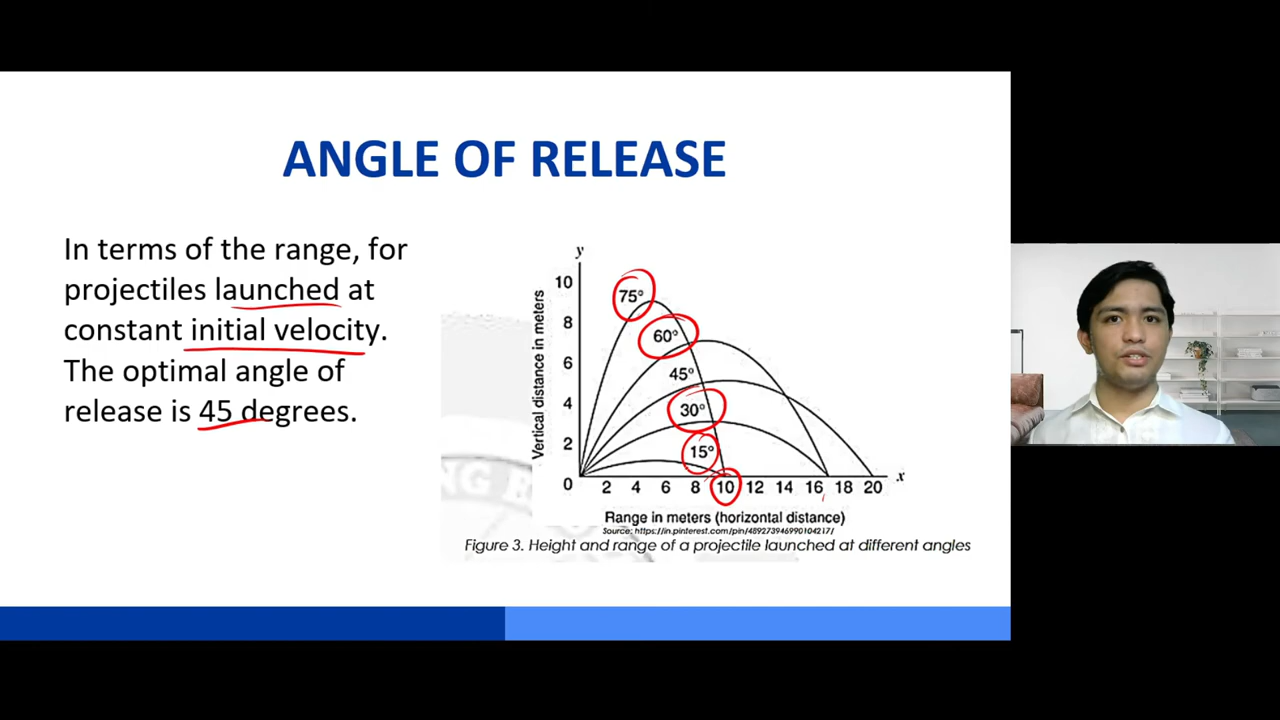 ANGLE OF RELEASE
In terms of the range, for
projectiles launched at
constant initial velocity.
The optimal angle of
release is 45 degrees.
y
Vertical distance in meters
10
8
6
4
2
0
75°
60°
45°
30°
15°
2 4 6 8 10 12 14 16 18 20
x
Range in meters (horizontal distance)
Source: https://in.pinterest.com/pin/489273946990104217/
Figure 3. Height and range of a projectile launched at different angles